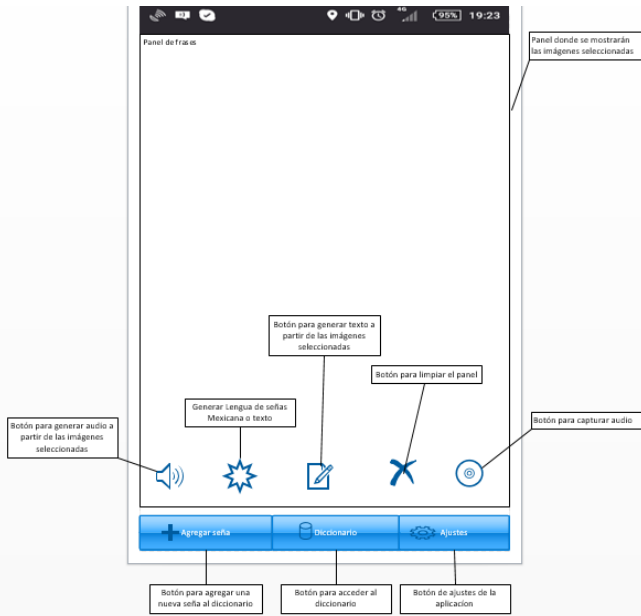 4G
95%
19:23
Panel de frases
Panel donde se mostrarán
las imágenes seleccionadas
Botón para generar texto a
partir de las imágenes
seleccionadas
Botón para limpiar el panel
Generar Lengua de señas
Mexicana o texto
Botón para generar audio a
partir de las imágenes
seleccionadas
Botón para capturar audio
Agregar seña
Diccionario
Ajustes
Botón para agregar una
nueva seña al diccionario
Botón para acceder al
diccionario
Botón de ajustes de la
aplicacion